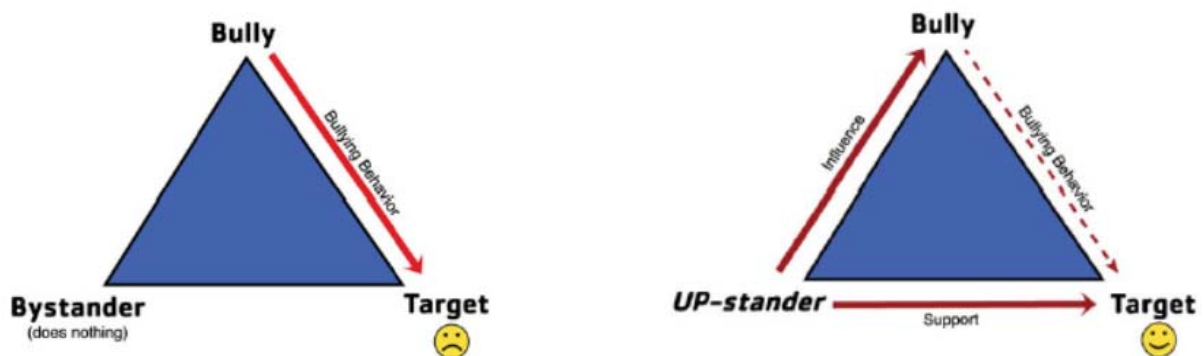 Bully
Bullying Behavior
Bystander
(does nothing)
Target
Bully
Influence
Bullying Behavior
UP-stander
Support
Target